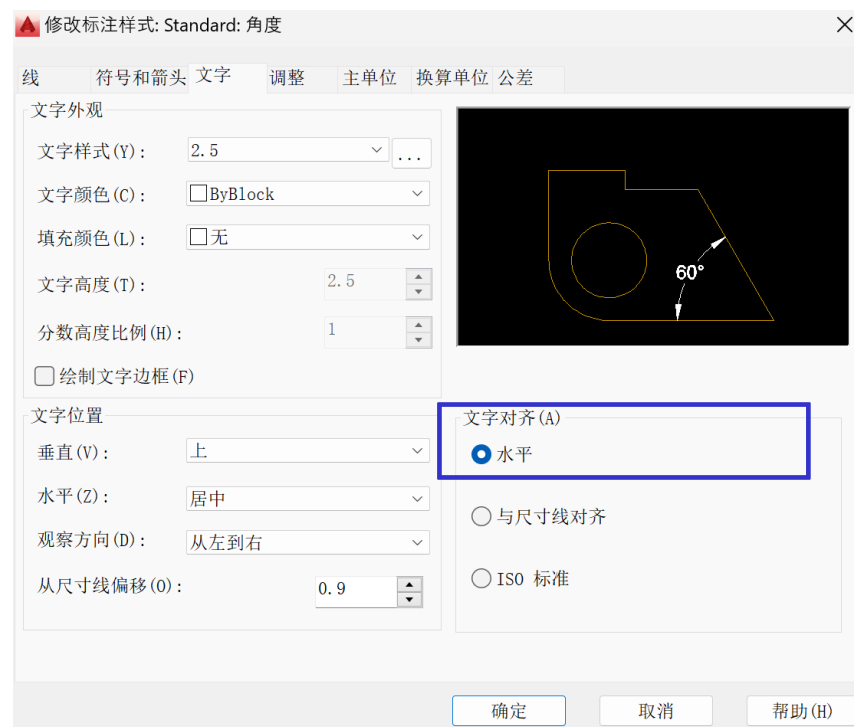 修改标注样式: Standard: 角度
线 符号和箭头 文字 调整 主单位 换算单位 公差
文字外观
文字样式(Y): 2.5 ...
文字颜色(C): ByBlock
填充颜色(L): 无
文字高度(T): 2.5
分数高度比例(H): 1
绘制文字边框(F)
60°
文字位置
垂直(V): 上
水平(Z): 居中
观察方向(D): 从左到右
从尺寸线偏移(O): 0.9
文字对齐(A)
水平
与尺寸线对齐
ISO 标准
确定 取消 帮助(H)